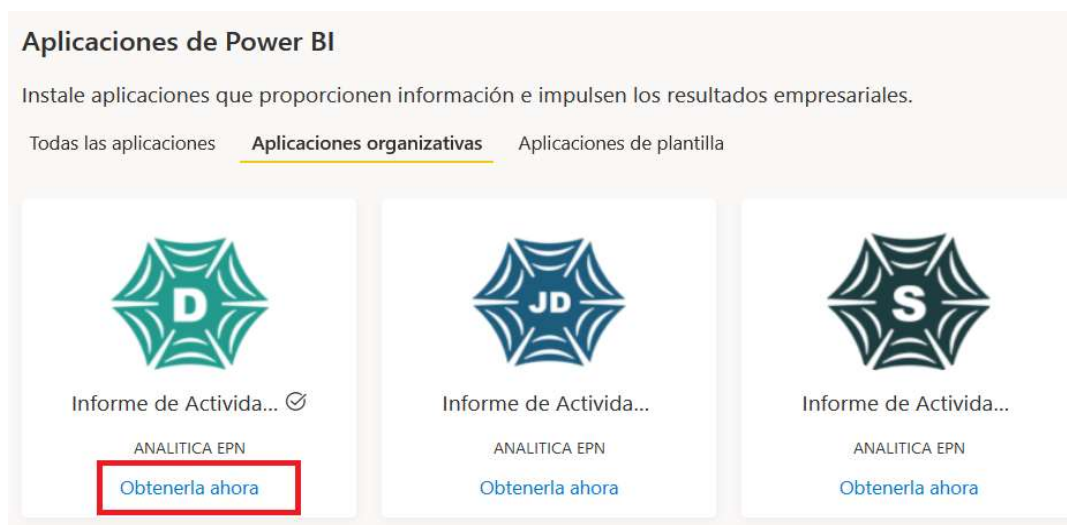 Aplicaciones de Power BI
Instale aplicaciones que proporcionen información e impulsen los resultados empresariales.
Todas las aplicaciones Aplicaciones organizativas Aplicaciones de plantilla
D JD S
Informe de Activida... Informe de Activida... Informe de Activida...
ANALITICA EPN ANALITICA EPN ANALITICA EPN
Obtenerla ahora Obtenerla ahora Obtenerla ahora